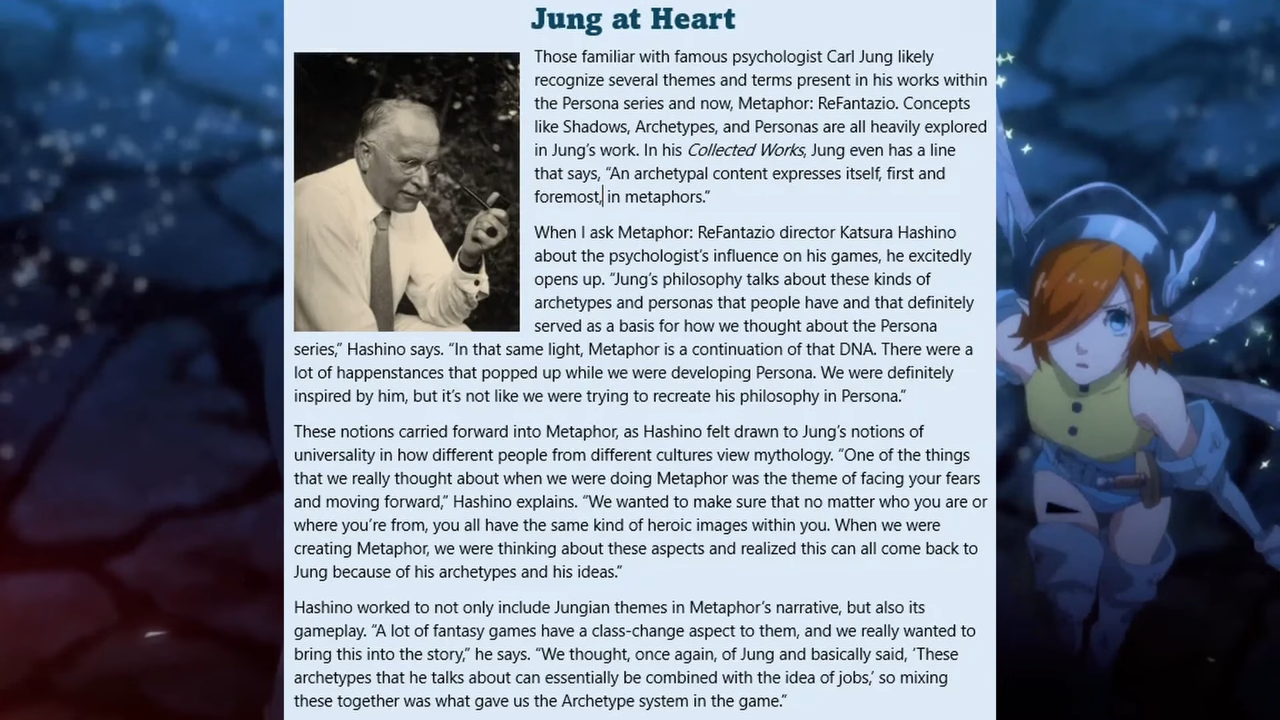 Jung at Heart
Those familiar with famous psychologist Carl Jung likely
recognize several themes and terms present in his works within
the Persona series and now, Metaphor: ReFantazio. Concepts
like Shadows, Archetypes, and Personas are all heavily explored
in Jung's work. In his Collected Works, Jung even has a line
that says, “An archetypal content expresses itself, first and
foremost, in metaphors.”
When I ask Metaphor: ReFantazio director Katsura Hashino
about the psychologist's influence on his games, he excitedly
opens up. “Jung's philosophy talks about these kinds of
archetypes and personas that people have and that definitely
served as a basis for how we thought about the Persona
series,” Hashino says. “In that same light, Metaphor is a continuation of that DNA. There were a
lot of happenstances that popped up while we were developing Persona. We were definitely
inspired by him, but it's not like we were trying to recreate his philosophy in Persona.”
These notions carried forward into Metaphor, as Hashino felt drawn to Jung's notions of
universality in how different people from different cultures view mythology. “One of the things
that we really thought about when we were doing Metaphor was the theme of facing your fears
and moving forward,” Hashino explains. “We wanted to make sure that no matter who you are or
where you're from, you all have the same kind of heroic images within you. When we were
creating Metaphor, we were thinking about these aspects and realized this can all come back to
Jung because of his archetypes and his ideas.”
Hashino worked to not only include Jungian themes in Metaphor's narrative, but also its
gameplay. “A lot of fantasy games have a class-change aspect to them, and we really wanted to
bring this into the story,” he says. “We thought, once again, of Jung and basically said, ‘These
archetypes that he talks about can essentially be combined with the idea of jobs,’ so mixing
these together was what gave us the Archetype system in the game.”